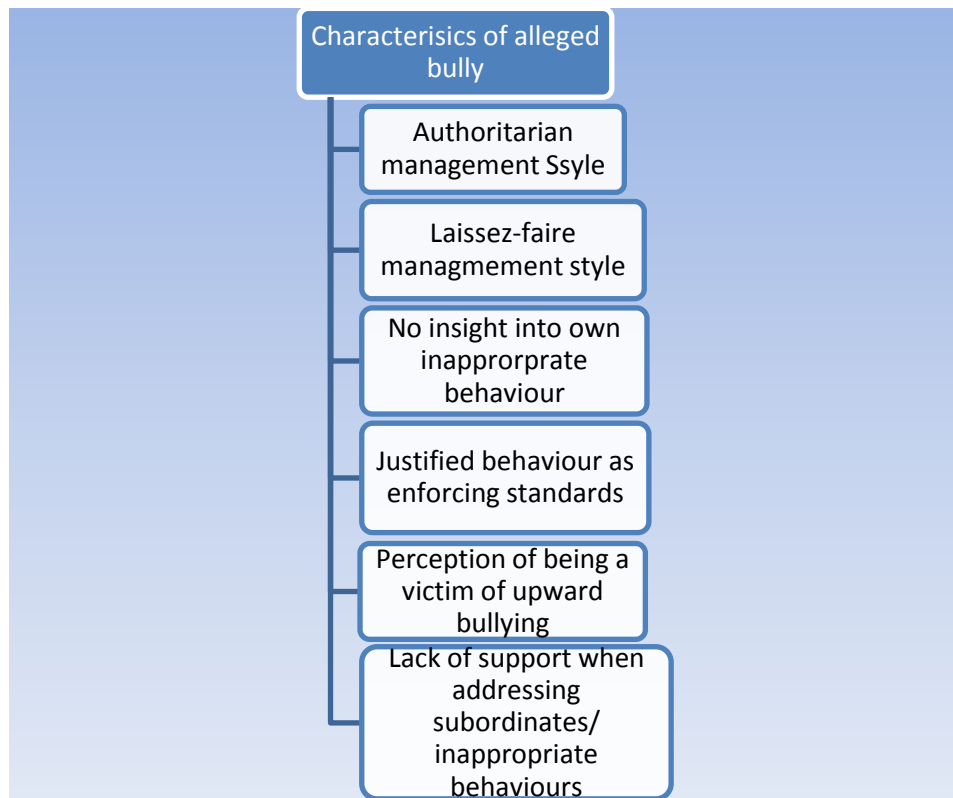 Characterisics of alleged
bully
Authoritarian
management Ssyle
Laissez-faire
managmement style
No insight into own
inapprorprate
behaviour
Justified behaviour as
enforcing standards
Perception of being a
victim of upward
bullying
Lack of support when
addressing
subordinates/
inappropriate
behaviours